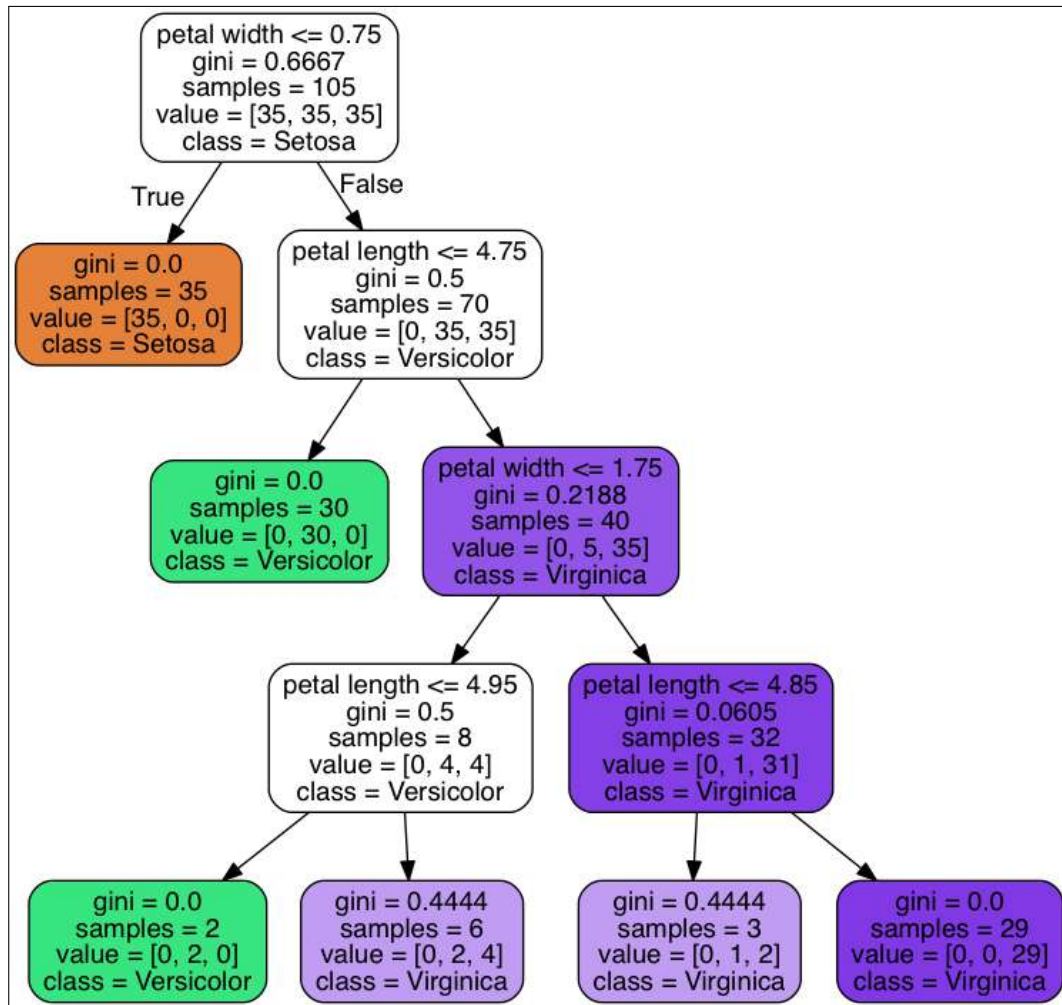 petal width <= 0.75
gini = 0.6667
samples = 105
value = [35, 35, 35]
class = Setosa
True
False
gini = 0.0
samples = 35
value = [35, 0, 0]
class = Setosa
petal length <= 4.75
gini = 0.5
samples = 70
value = [0, 35, 35]
class = Versicolor
gini = 0.0
samples = 30
value = [0, 30, 0]
class = Versicolor
petal width <= 1.75
gini = 0.2188
samples = 40
value = [0, 5, 35]
class = Virginica
petal length <= 4.95
gini = 0.5
samples = 8
value = [0, 4, 4]
class = Versicolor
petal length <= 4.85
gini = 0.0605
samples = 32
value = [0, 1, 31]
class = Virginica
gini = 0.0
samples = 2
value = [0, 2, 0]
class = Versicolor
gini = 0.4444
samples = 6
value = [0, 2, 4]
class = Virginica
gini = 0.4444
samples = 3
value = [0, 1, 2]
class = Virginica
gini = 0.0
samples = 29
value = [0, 0, 29]
class = Virginica